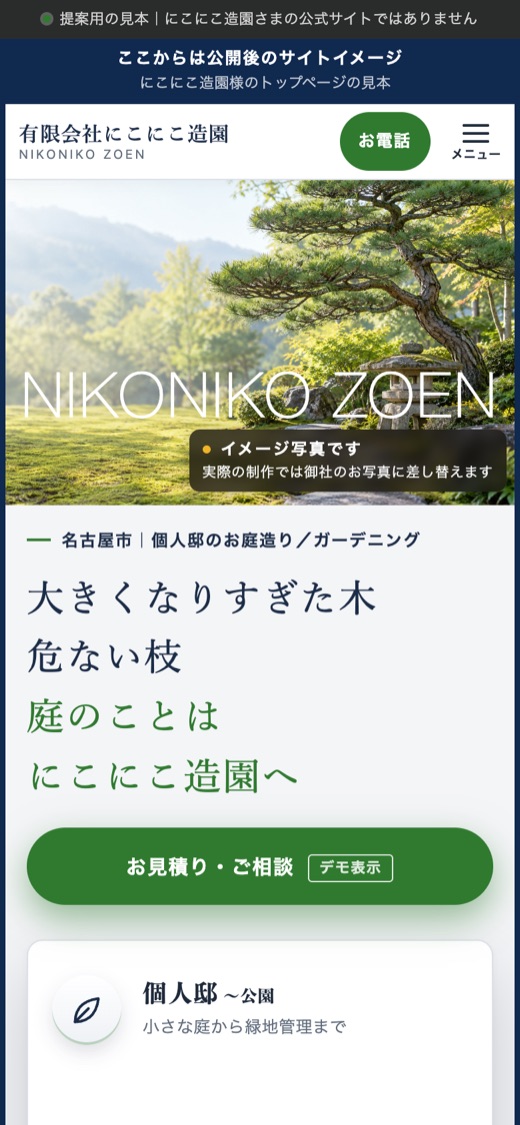 提案用の見本｜にこにこ造園さまの公式サイトではありません
ここからは公開後のサイトイメージ
にこにこ造園様のトップページの見本
有限会社にこにこ造園
NIKONIKO ZOEN
お電話
メニュー
NIKONIKO ZOEN
イメージ写真です
実際の制作では御社のお写真に差し替えます
名古屋市｜個人邸のお庭造り／ガーデニング
大きくなりすぎた木
危ない枝
庭のことは
にこにこ造園へ
お見積り・ご相談 デモ表示
個人邸 〜公園
小さな庭から緑地管理まで